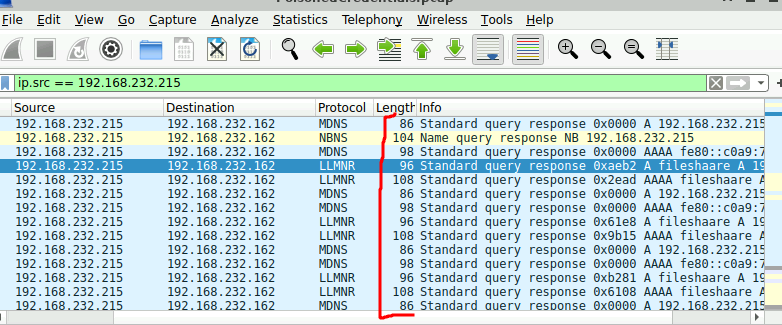 File Edit View Go Capture Analyze Statistics Telephony Wireless Tools Help
ip.src == 192.168.232.215
Source Destination Protocol Length Info
192.168.232.215 192.168.232.162 MDNS 86 Standard query response 0x0000 A 192.168.232.215
192.168.232.215 192.168.232.162 NBNS 104 Name query response NB 192.168.232.215
192.168.232.215 192.168.232.162 MDNS 98 Standard query response 0x0000 AAAA fe80::c0a9:7
192.168.232.215 192.168.232.162 LLMNR 96 Standard query response 0xaeb2 A fileshaare A 19
192.168.232.215 192.168.232.162 LLMNR 108 Standard query response 0x2ead AAAA fileshaare A
192.168.232.215 192.168.232.162 MDNS 86 Standard query response 0x0000 A 192.168.232.215
192.168.232.215 192.168.232.162 MDNS 98 Standard query response 0x0000 AAAA fe80::c0a9:7
192.168.232.215 192.168.232.162 LLMNR 96 Standard query response 0x61e8 A fileshaare A 19
192.168.232.215 192.168.232.162 LLMNR 108 Standard query response 0x9b15 AAAA fileshaare A
192.168.232.215 192.168.232.162 MDNS 86 Standard query response 0x0000 A 192.168.232.215
192.168.232.215 192.168.232.162 MDNS 98 Standard query response 0x0000 AAAA fe80::c0a9:7
192.168.232.215 192.168.232.162 LLMNR 96 Standard query response 0xb281 A fileshaare A 19
192.168.232.215 192.168.232.162 LLMNR 108 Standard query response 0x6108 AAAA fileshaare A
192.168.232.215 192.168.232.162 MDNS 86 Standard query response 0x0000 A 192.168.232.215